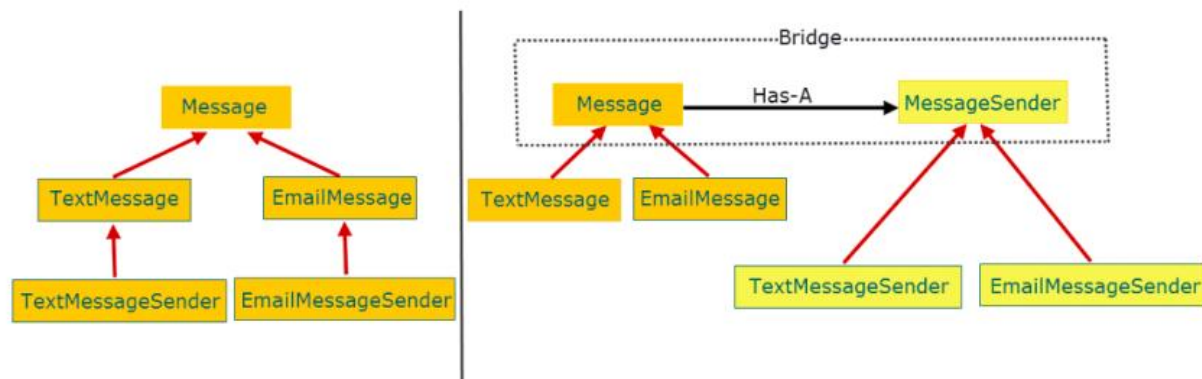 Message
TextMessage
EmailMessage
TextMessageSender
EmailMessageSender
Bridge
Message
Has-A
MessageSender
TextMessage
EmailMessage
TextMessageSender
EmailMessageSender